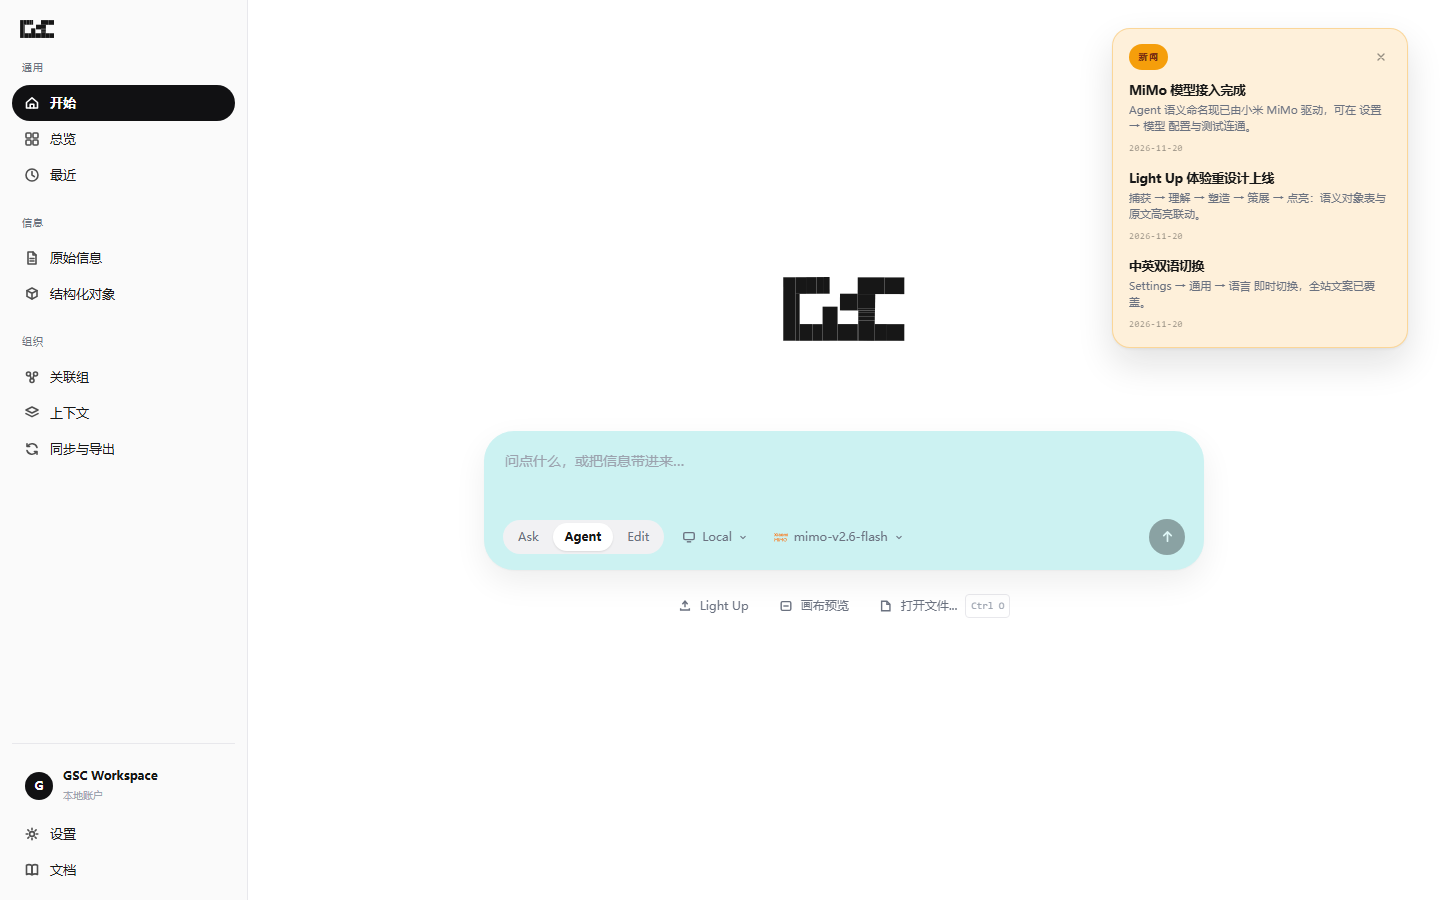 GSC
通用
开始
总览
最近
信息
原始信息
结构化对象
组织
关联组
上下文
同步与导出
G
GSC Workspace
本地账户
设置
文档
GSC
问点什么，或把信息带进来...
Ask
Agent
Edit
Local
mimo-v2.6-flash
Light Up
画布预览
打开文件...
Ctrl O
新闻
MiMo 模型接入完成
Agent 语义命名现已由小米 MiMo 驱动，可在 设置
→ 模型 配置与测试连通。
2026-11-20
Light Up 体验重设计上线
捕获 → 理解 → 塑造 → 策展 → 点亮：语义对象表与
原文高亮联动。
2026-11-20
中英双语切换
Settings → 通用 → 语言 即时切换，全站文案已覆
盖。
2026-11-20